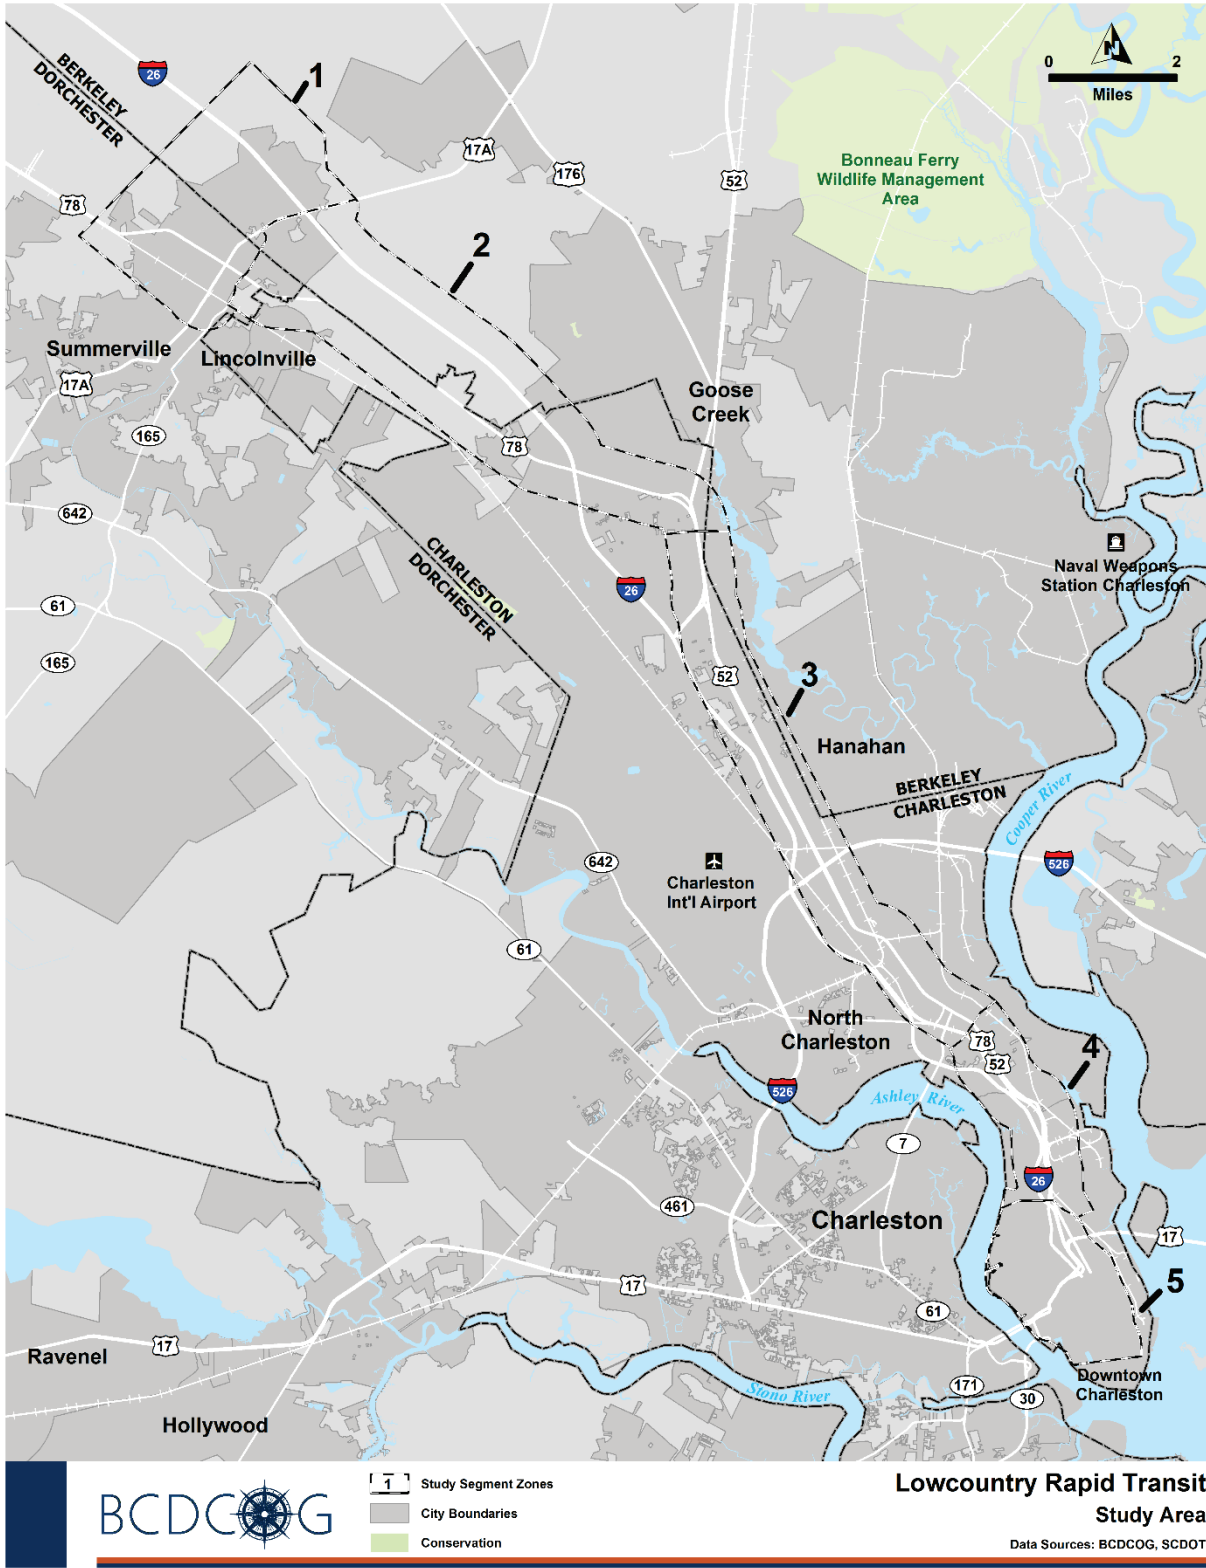 N
0 2
Miles
1
26
BERKELEY
DORCHESTER
17A
176
52
Bonneau Ferry
Wildlife Management
Area
78
2
Summerville
Lincolnville
17A
165
Goose
Creek
78
642
CHARLESTON
DORCHESTER
Naval Weapons
Station Charleston
26
61
165
52
3
Hanahan
BERKELEY
CHARLESTON
Cooper River
642
Charleston
Int'l Airport
526
61
North
Charleston
78
52
4
526
Ashley River
7
26
461
Charleston
17
17
5
61
Ravenel
17
Downtown
Charleston
171
30
Stono River
Hollywood
BCDCOG
1 Study Segment Zones
City Boundaries
Conservation
Lowcountry Rapid Transit
Study Area
Data Sources: BCDCOG, SCDOT